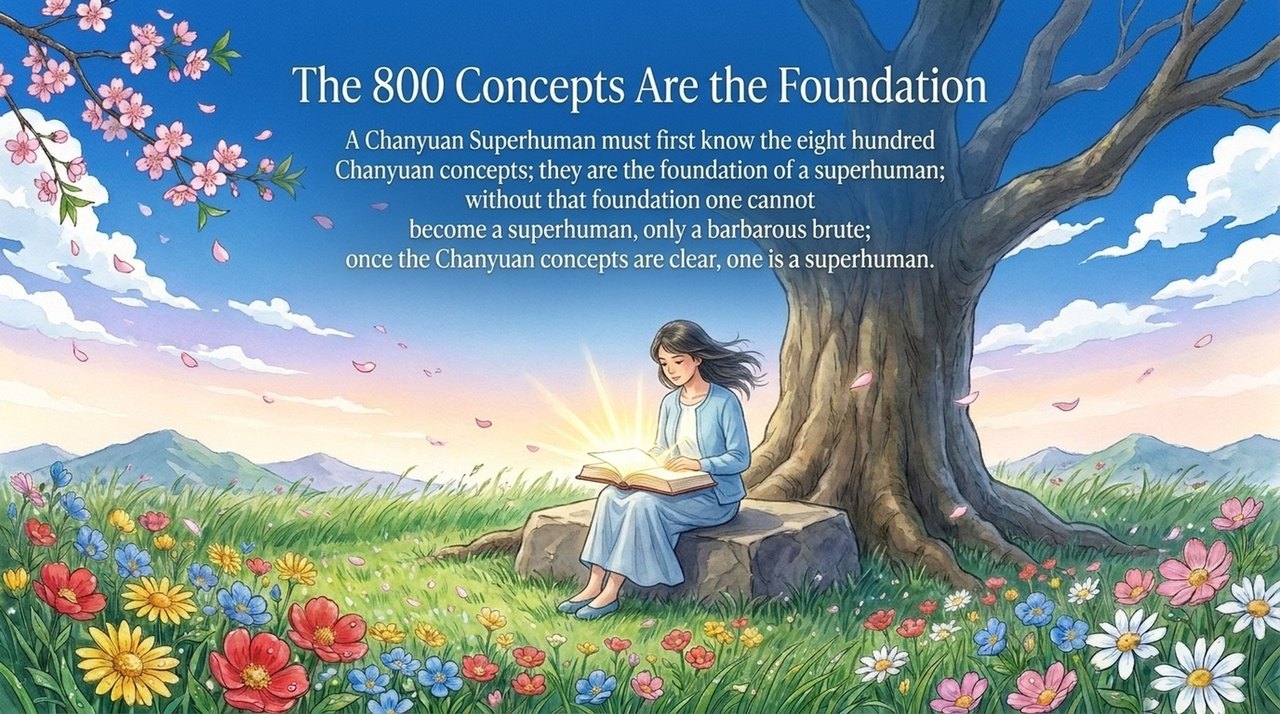 The 800 Concepts Are the Foundation
A Chanyuan Superhuman must first know the eight hundred
Chanyuan concepts; they are the foundation of a superhuman;
without that foundation one cannot
become a superhuman, only a barbarous brute;
once the Chanyuan concepts are clear, one is a superhuman.